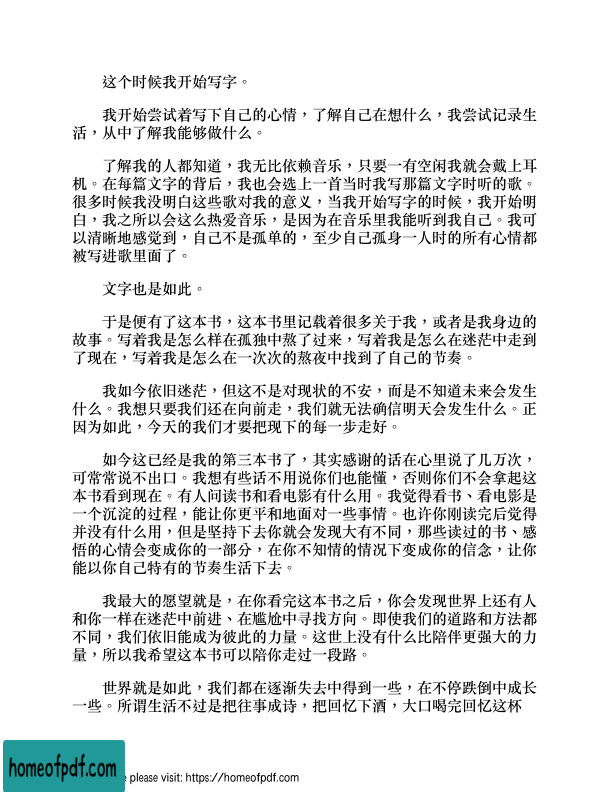 这个时候我开始写字。
我开始尝试着写下自己的心情，了解自己在想什么，我尝试记录生
活，从中了解我能够做什么。
了解我的人都知道，我无比依赖音乐，只要一有空闲我就会戴上耳
机。在每篇文字的背后，我也会选上一首当时我写那篇文字时听的歌。
很多时候我没明白这些歌对我的意义，当我开始写字的时候，我开始明
白，我之所以会这么热爱音乐，是因为在音乐里我能听到我自己。我可
以清晰地感觉到，自己不是孤单的，至少自己孤身一人时的所有心情都
被写进歌里面了。
文字也是如此。
于是便有了这本书，这本书里记载着很多关于我，或者是我身边的
故事。写着我是怎么样在孤独中熬了过来，写着我是怎么在迷茫中走到
了现在，写着我是怎么在一次次的熬夜中找到了自己的节奏。
我如今依旧迷茫，但这不是对现状的不安，而是不知道未来会发生
什么。我想只要我们还在向前走，我们就无法确信明天会发生什么。正
因为如此，今天的我们才要把现下的每一步走好。
如今这已经是我的第三本书了，其实感谢的话在心里说了几万次，
可常常说不出口。我想有些话不用说你们也能懂，否则你们不会拿起这
本书看到现在。有人问读书和看电影有什么用。我觉得看书、看电影是
一个沉淀的过程，能让你更平和地面对一些事情。也许你刚读完后觉得
并没有什么用，但是坚持下去你就会发现大有不同，那些读过的书、感
悟的心情会变成你的一部分，在你不知情的情况下变成你的信念，让你
能以你自己特有的节奏生活下去。
我最大的愿望就是，在你看完这本书之后，你会发现世界上还有人
和你一样在迷茫中前进、在尴尬中寻找方向。即使我们的道路和方法都
不同，我们依旧能成为彼此的力量。这世上没有什么比陪伴更强大的力
量，所以我希望这本书可以陪你走过一段路。
世界就是如此，我们都在逐渐失去中得到一些，在不停跌倒中成长
一些。所谓生活不过是把往事成诗，把回忆下酒，大口喝完回忆这杯
homeofpdf.com
e please visit: https://homeofpdf.com